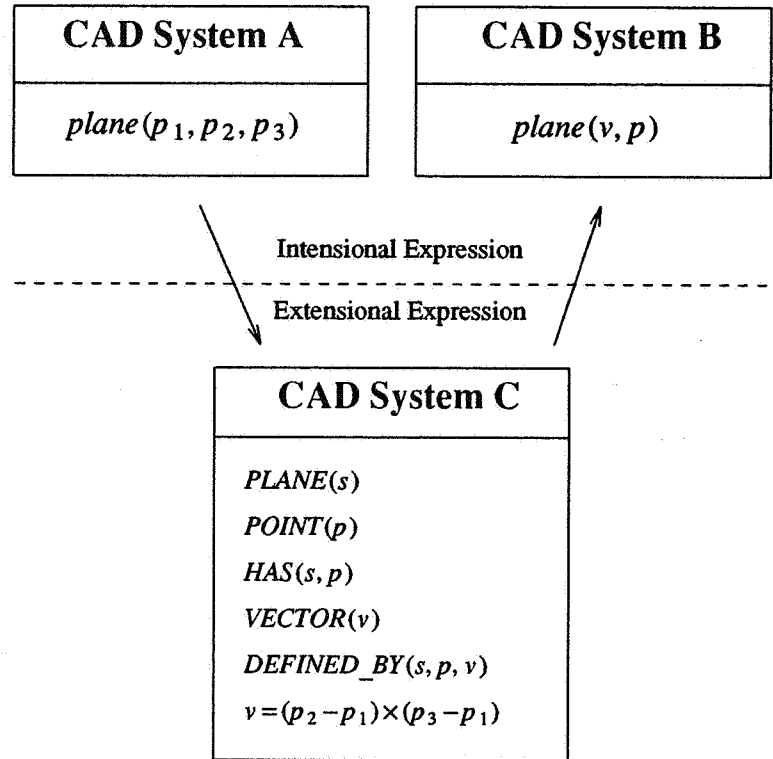 CAD System A
plane(p₁, p₂, p₃)
CAD System B
plane(v, p)
Intensional Expression
Extensional Expression
CAD System C
PLANE(s)
POINT(p)
HAS(s, p)
VECTOR(v)
DEFINED_BY(s, p, v)
v=(p₂−p₁)×(p₃−p₁)